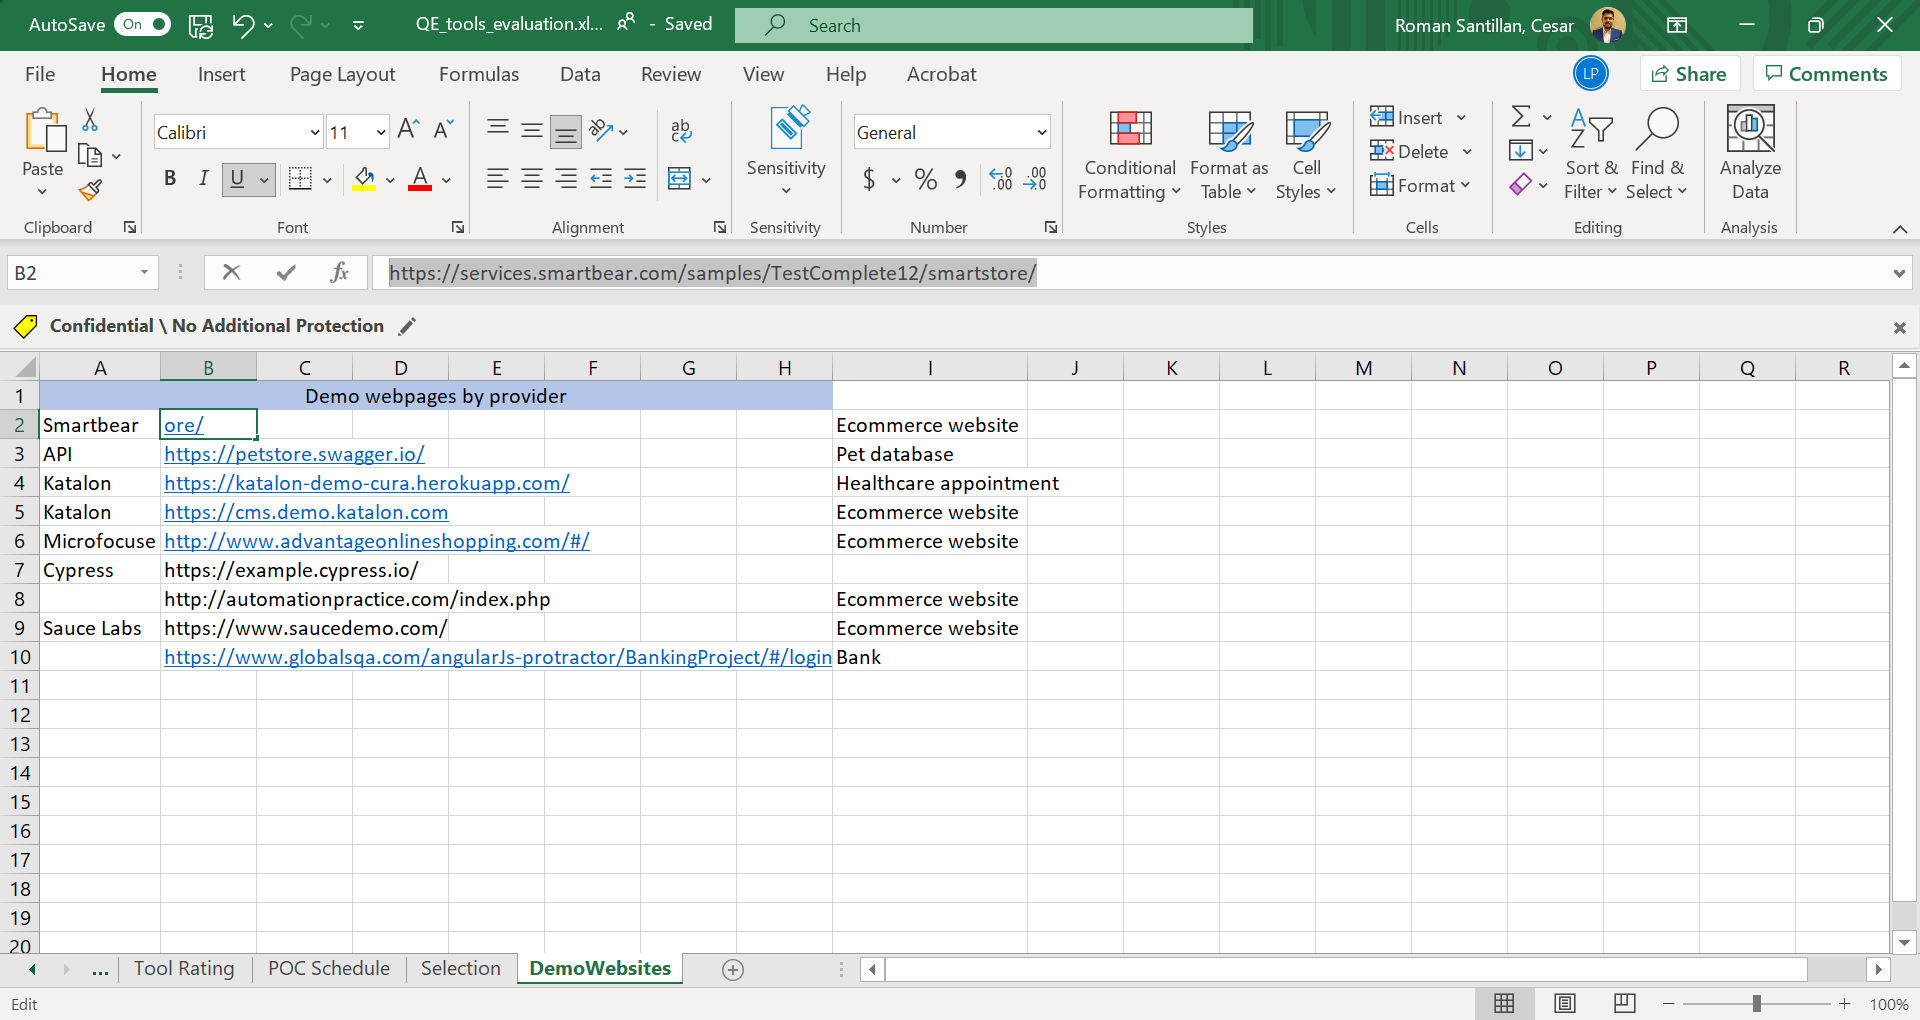 AutoSave On QE_tools_evaluation.xl... - Saved Search Roman Santillan, Cesar
File Home Insert Page Layout Formulas Data Review View Help Acrobat LP Share Comments
Paste Calibri 11 ab General Insert
Sensitivity Conditional Formatting Format as Table Cell Styles Delete Sort & Filter Find & Select Analyze Data
B I U A $ % .00 .00 Format
Clipboard Font Alignment Sensitivity Number Styles Cells Editing Analysis
B2 fx https://services.smartbear.com/samples/TestComplete12/smartstore/
Confidential \ No Additional Protection
A B C D E F G H I J K L M N O P Q R
1 Demo webpages by provider
2 Smartbear ore/ Ecommerce website
3 API https://petstore.swagger.io/ Pet database
4 Katalon https://katalon-demo-cura.herokuapp.com/ Healthcare appointment
5 Katalon https://cms.demo.katalon.com Ecommerce website
6 Microfocuse http://www.advantageonlineshopping.com/#/ Ecommerce website
7 Cypress https://example.cypress.io/
8 http://automationpractice.com/index.php Ecommerce website
9 Sauce Labs https://www.saucedemo.com/ Ecommerce website
10 https://www.globalsqa.com/angularJs-protractor/BankingProject/#/login Bank
11
12
13
14
15
16
17
18
19
20
... Tool Rating POC Schedule Selection DemoWebsites
Edit 100%